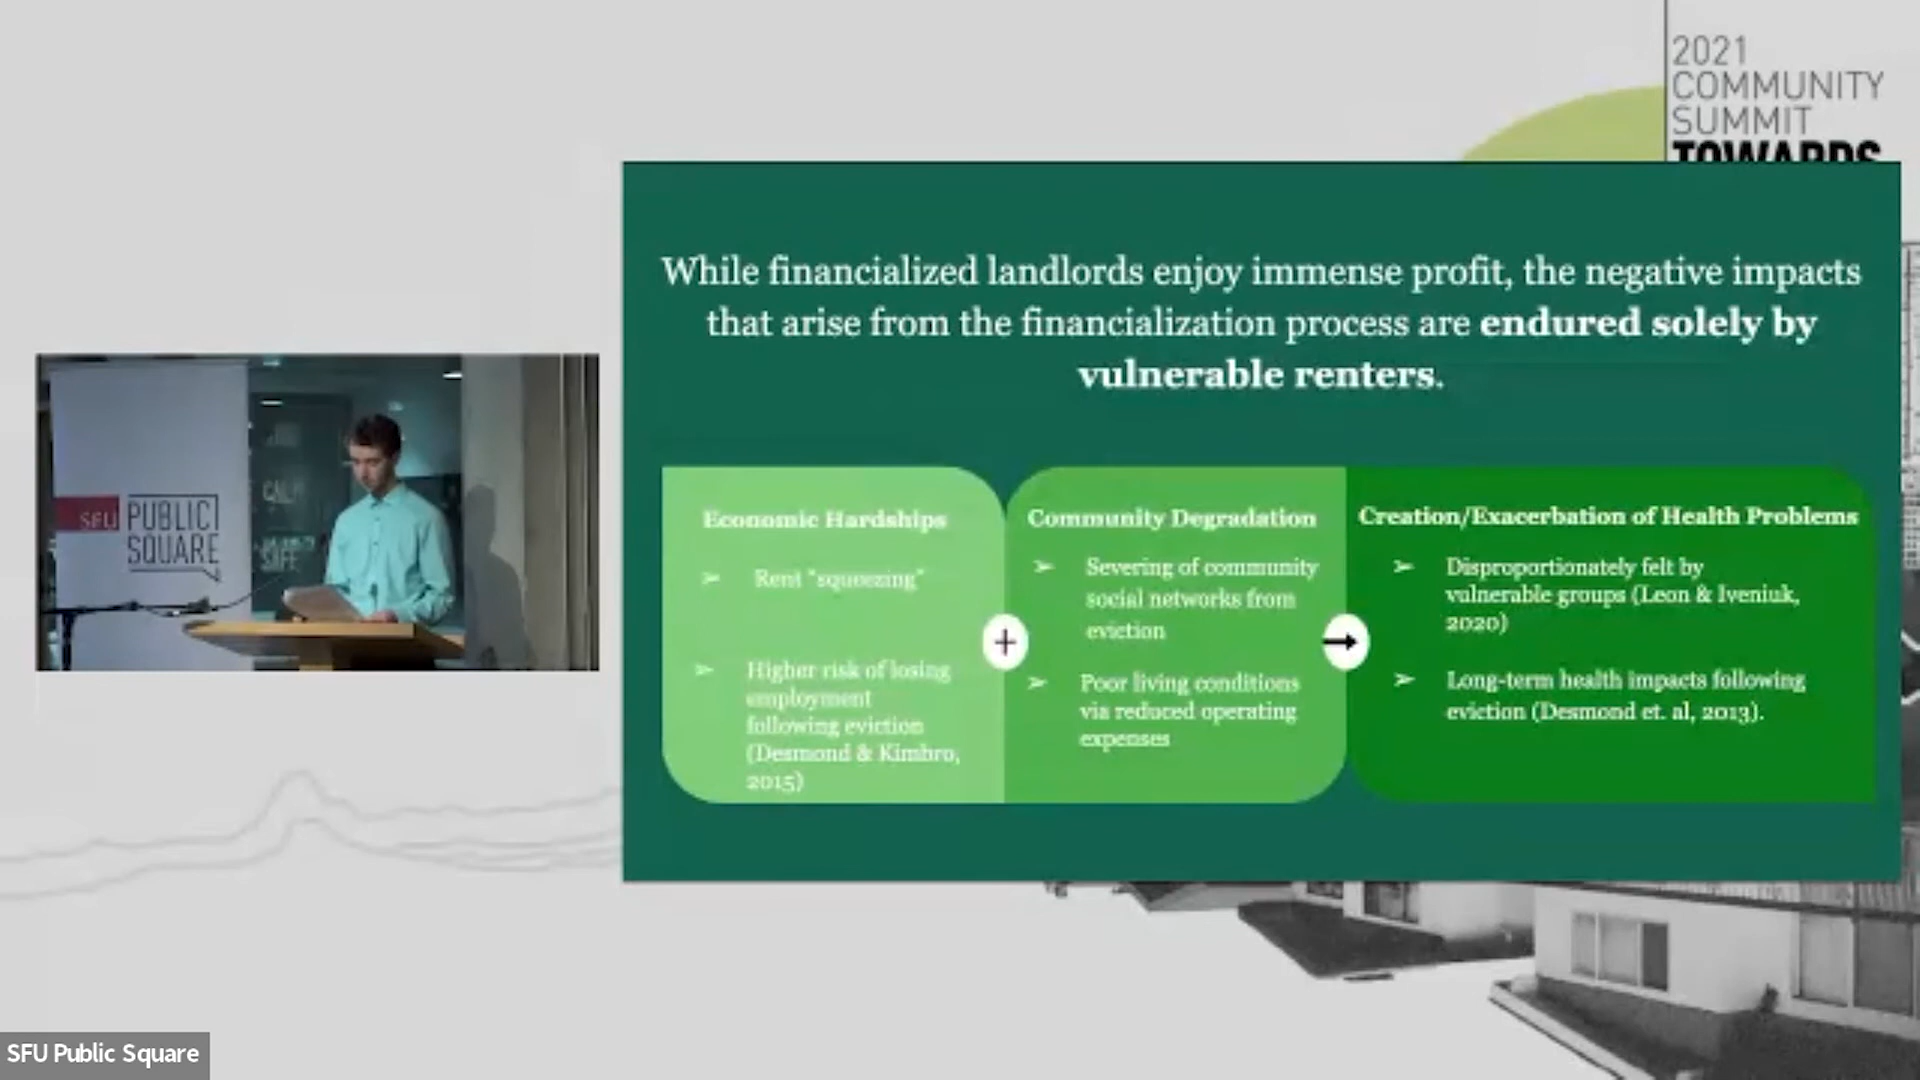 2021
COMMUNITY
SUMMIT
TOWARDS
While financialized landlords enjoy immense profit, the negative impacts
that arise from the financialization process are endured solely by
vulnerable renters.
Economic Hardships
➢ Rent "squeezing"
➢ Higher risk of losing
employment
following eviction
(Desmond & Kimbro,
2015)
+
Community Degradation
➢ Severing of community
social networks from
eviction
➢ Poor living conditions
via reduced operating
expenses
→
Creation/Exacerbation of Health Problems
➢ Disproportionately felt by
vulnerable groups (Leon & Iveniuk,
2020)
➢ Long-term health impacts following
eviction (Desmond et. al, 2013).
SFU PUBLIC
SQUARE
SAFE
SFU Public Square